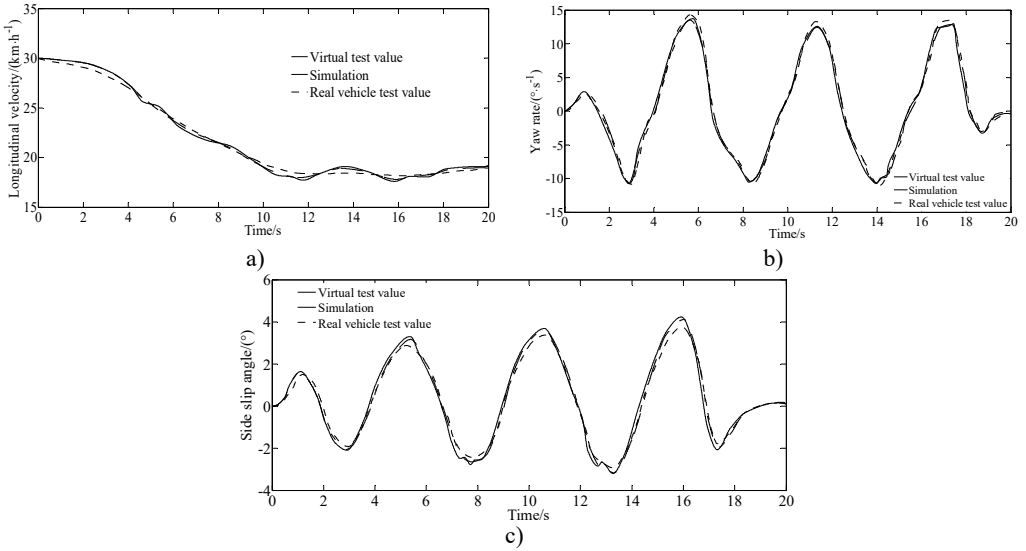 a)
Longitudinal velocity/(km·h-1)
35
30
25
20
15
Virtual test value
Simulation
Real vehicle test value
0 2 4 6 8 10 12 14 16 18 20
Time/s
a)
b)
Yaw rate/(°·s-1)
15
10
5
0
-5
-10
-15
Virtual test value
Simulation
Real vehicle test value
0 2 4 6 8 10 12 14 16 18 20
Time/s
b)
Side slip angle/(°)
6
4
2
0
-2
-4
Virtual test value
Simulation
Real vehicle test value
0 2 4 6 8 10 12 14 16 18 20
Time/s
c)